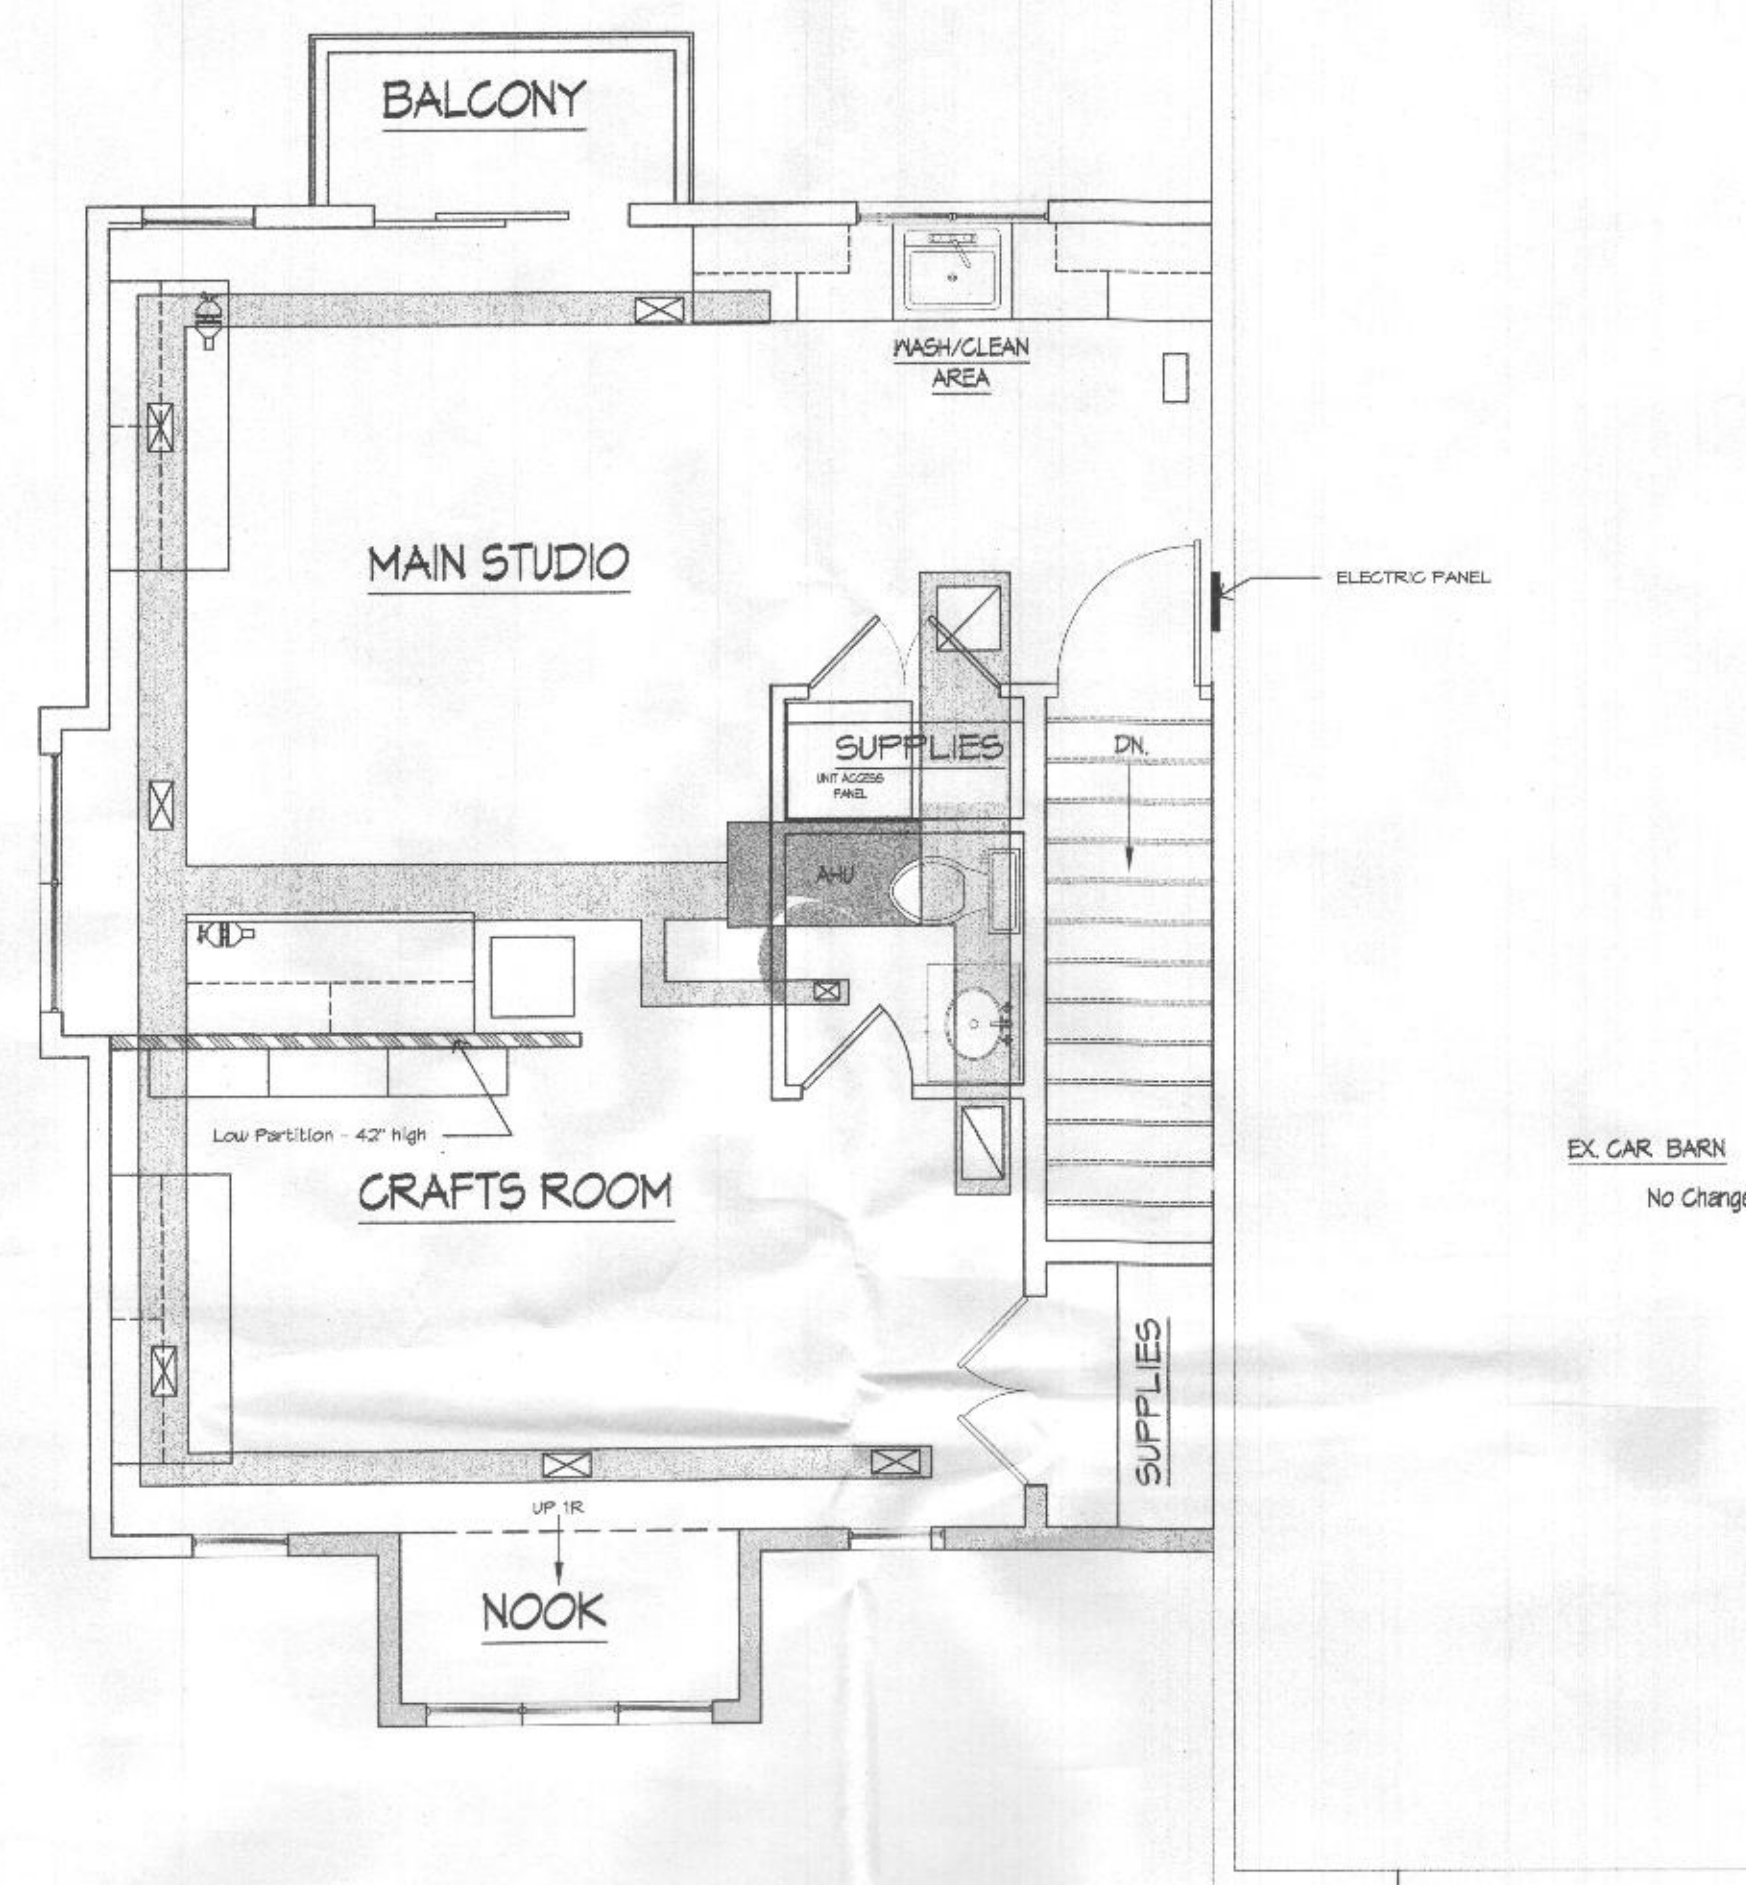 BALCONY
WASH/CLEAN
AREA
MAIN STUDIO
ELECTRIC PANEL
SUPPLIES
UNIT ACCESS
PANEL
DN.
AHU
Low Partition - 42" high
CRAFTS ROOM
EX. CAR BARN
No Change
SUPPLIES
UP 1R
NOOK